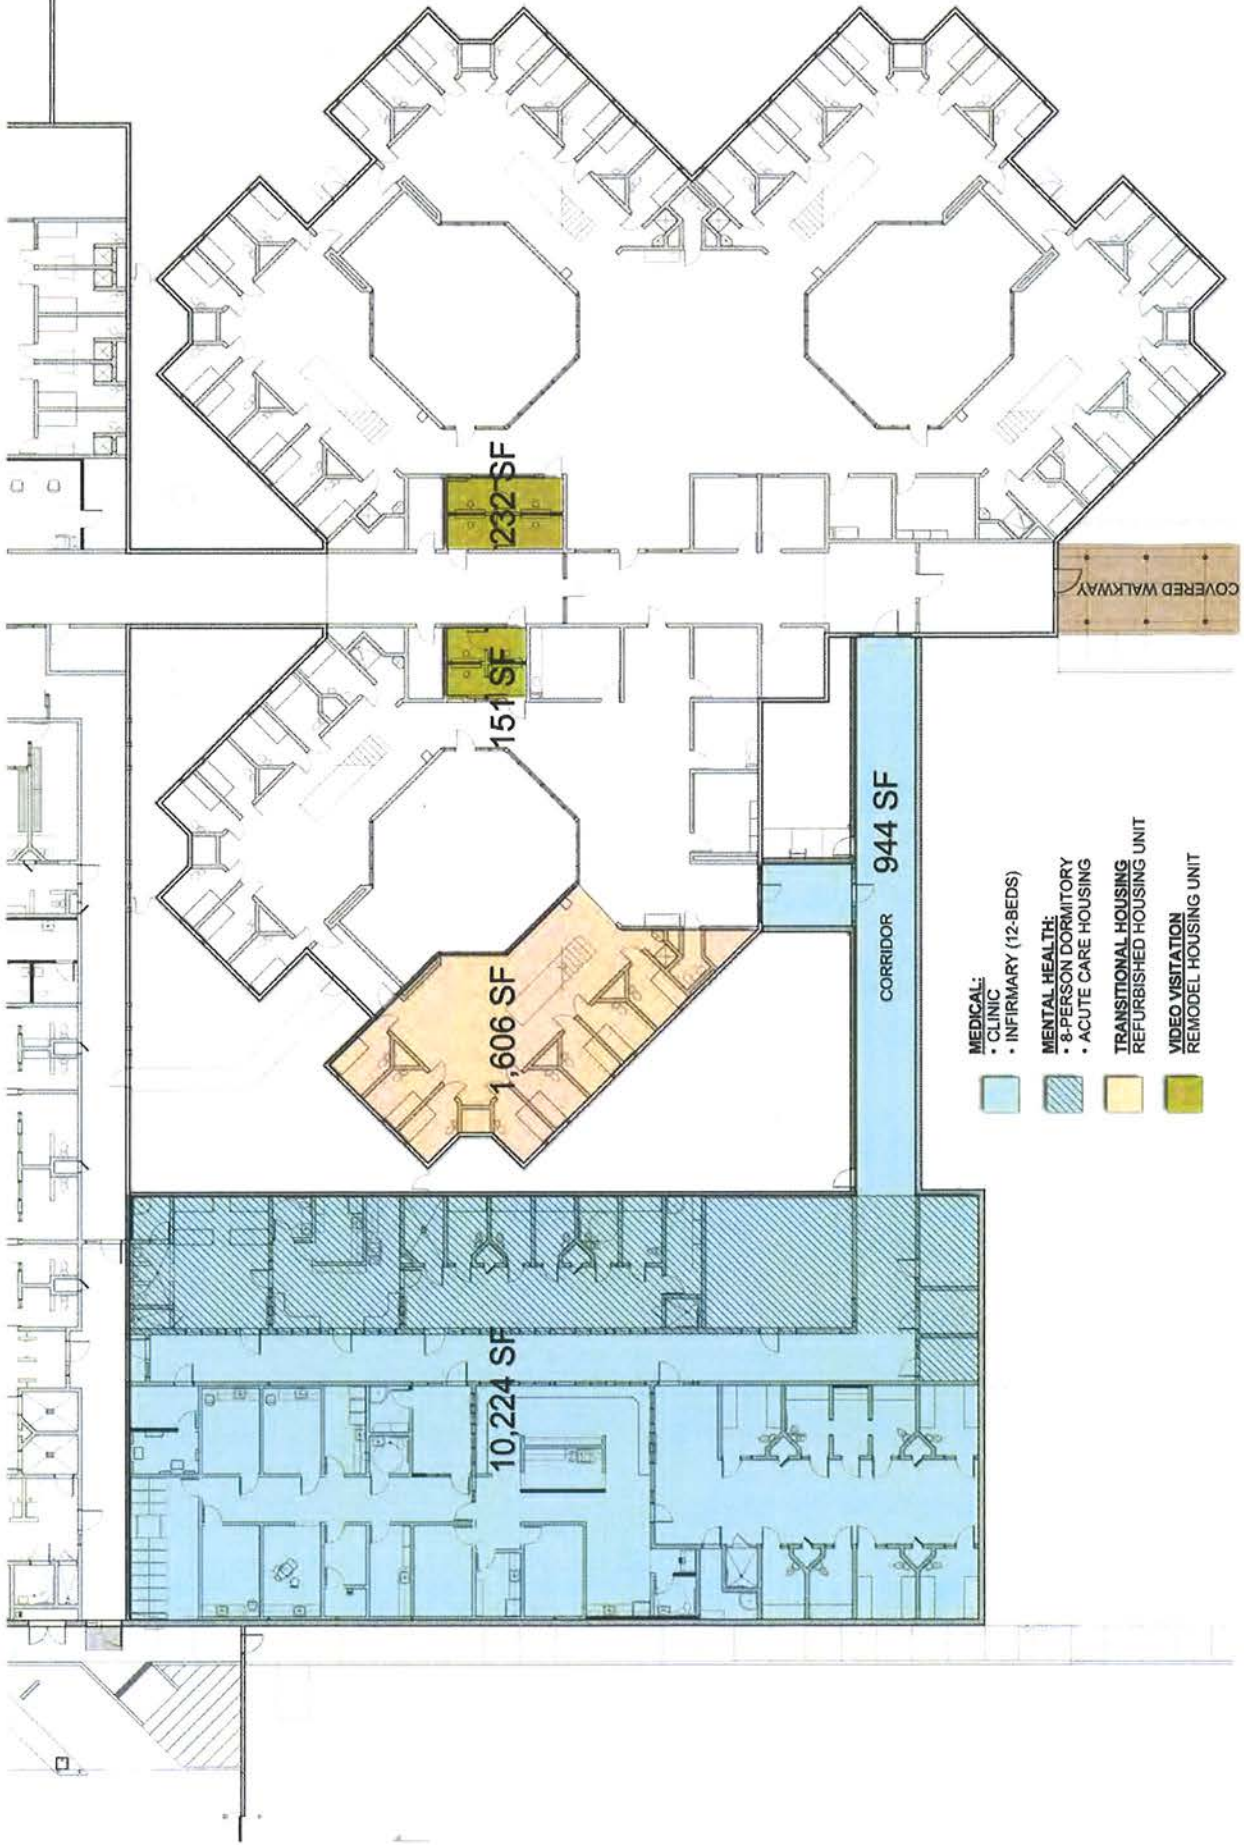 232 SF
151 SF
1,606 SF
10,224 SF
944 SF
CORRIDOR
COVERED WALKWAY
MEDICAL:
• CLINIC
• INFIRMARY (12-BEDS)
MENTAL HEALTH:
• 8-PERSON DORMITORY
• ACUTE CARE HOUSING
TRANSITIONAL HOUSING
REFURBISHED HOUSING UNIT
VIDEO VISITATION
REMODEL HOUSING UNIT